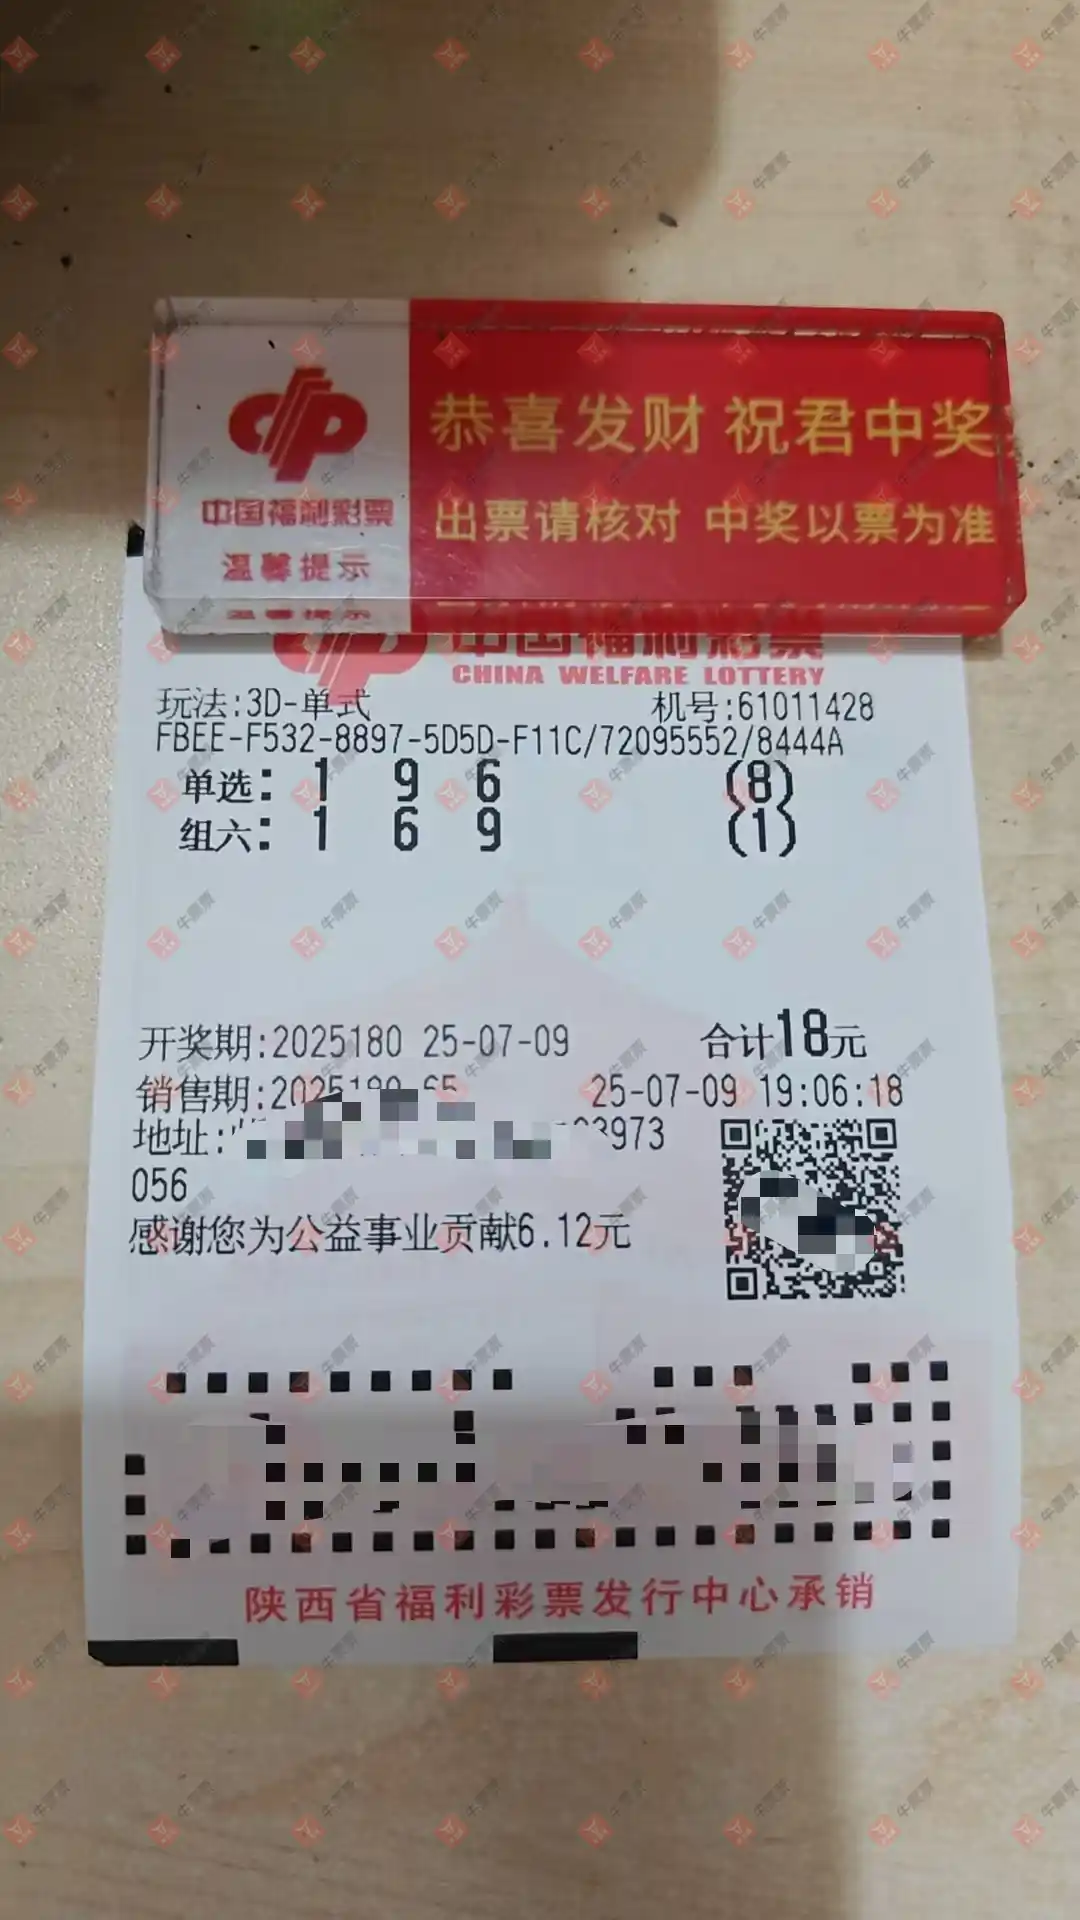 恭喜发财 祝君中奖
中国福利彩票
出票请核对 中奖以票为准
温馨提示
中国福利彩票
CHINA WELFARE LOTTERY
玩法:3D-单式 机号:61011428
FBEE-F532-8897-5D5D-F11C/72095552/8444A
单选: 1 9 6 (8)
组六: 1 6 9 (1)
开奖期:2025180 25-07-09 合计18元
销售期: 25-07-09 19:06:18
地址: 3973
056
感谢您为公益事业贡献6.12元
陕西省福利彩票发行中心承销
牛票票